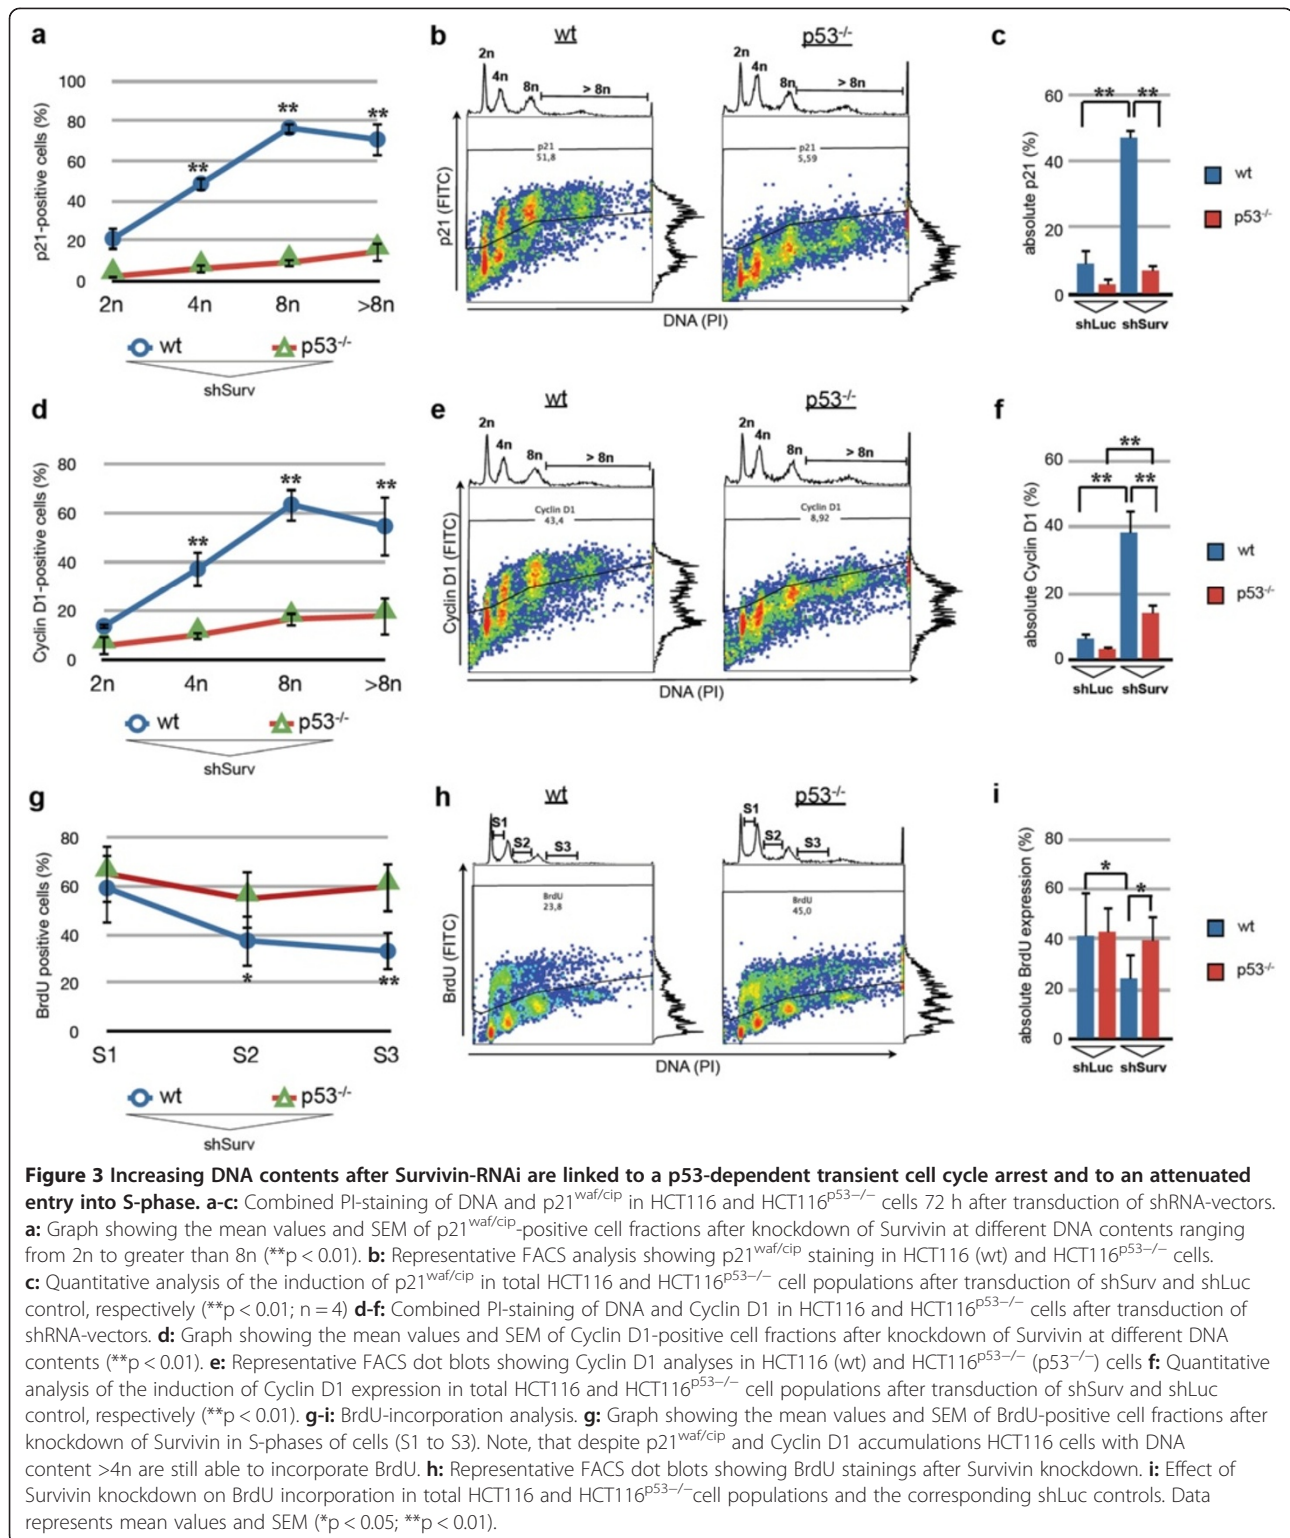 a
p21-positive cells (%)
100
80
60
40
20
0
**
**
**
2n 4n 8n >8n
wt p53-/-
shSurv
b
wt p53-/-
2n
4n
8n
> 8n
p21
51,8
2n
4n
8n
> 8n
p21
5,59
p21 (FITC)
DNA (PI)
c
absolute p21 (%)
60
40
20
0
** **
shLuc shSurv
wt
p53-/-
d
Cyclin D1-positive cells (%)
80
60
40
20
0
**
**
**
2n 4n 8n >8n
wt p53-/-
shSurv
e
wt p53-/-
2n
4n
8n
> 8n
Cyclin D1
43,4
2n
4n
8n
> 8n
Cyclin D1
8,92
Cyclin D1 (FITC)
DNA (PI)
f
absolute Cyclin D1 (%)
60
40
20
0
**
** **
shLuc shSurv
wt
p53-/-
g
BrdU positive cells (%)
80
60
40
20
0
*
**
S1 S2 S3
wt p53-/-
shSurv
h
wt p53-/-
S1
S2
S3
BrdU
23,8
S1
S2
S3
BrdU
45,0
BrdU (FITC)
DNA (PI)
i
absolute BrdU expression (%)
80
60
40
20
0
*
*
shLuc shSurv
wt
p53-/-
Figure 3 Increasing DNA contents after Survivin-RNAi are linked to a p53-dependent transient cell cycle arrest and to an attenuated
entry into S-phase. a-c: Combined PI-staining of DNA and p21waf/cip in HCT116 and HCT116p53−/− cells 72 h after transduction of shRNA-vectors.
a: Graph showing the mean values and SEM of p21waf/cip-positive cell fractions after knockdown of Survivin at different DNA contents ranging
from 2n to greater than 8n (**p < 0.01). b: Representative FACS analysis showing p21waf/cip staining in HCT116 (wt) and HCT116p53−/− cells.
c: Quantitative analysis of the induction of p21waf/cip in total HCT116 and HCT116p53−/− cell populations after transduction of shSurv and shLuc
control, respectively (**p < 0.01; n = 4) d-f: Combined PI-staining of DNA and Cyclin D1 in HCT116 and HCT116p53−/− cells after transduction of
shRNA-vectors. d: Graph showing the mean values and SEM of Cyclin D1-positive cell fractions after knockdown of Survivin at different DNA
contents (**p < 0.01). e: Representative FACS dot blots showing Cyclin D1 analyses in HCT116 (wt) and HCT116p53−/− (p53−/−) cells f: Quantitative
analysis of the induction of Cyclin D1 expression in total HCT116 and HCT116p53−/− cell populations after transduction of shSurv and shLuc
control, respectively (**p < 0.01). g-i: BrdU-incorporation analysis. g: Graph showing the mean values and SEM of BrdU-positive cell fractions after
knockdown of Survivin in S-phases of cells (S1 to S3). Note, that despite p21waf/cip and Cyclin D1 accumulations HCT116 cells with DNA
content >4n are still able to incorporate BrdU. h: Representative FACS dot blots showing BrdU stainings after Survivin knockdown. i: Effect of
Survivin knockdown on BrdU incorporation in total HCT116 and HCT116p53−/−cell populations and the corresponding shLuc controls. Data
represents mean values and SEM (*p < 0.05; **p < 0.01).